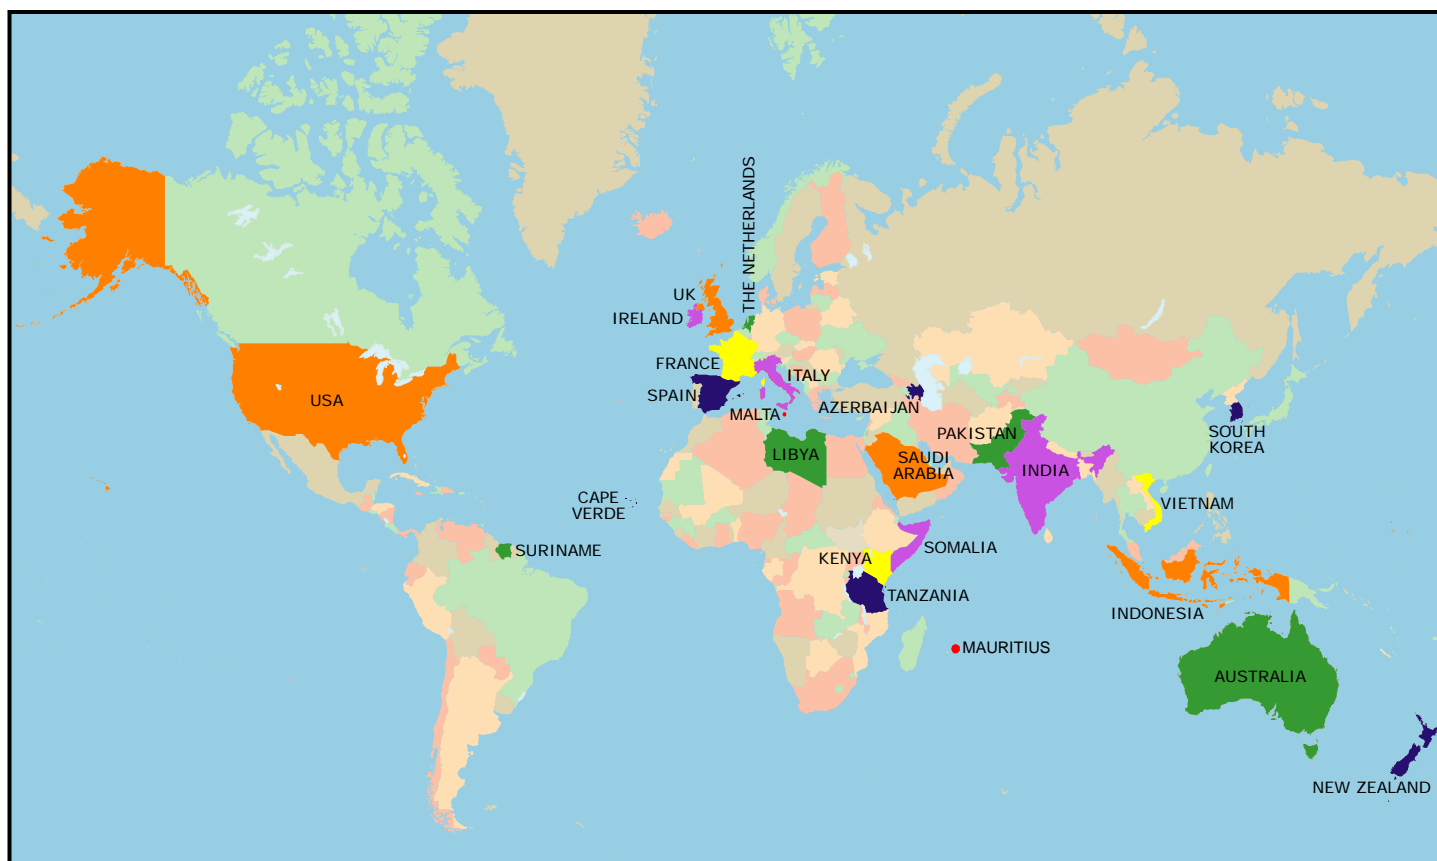 THE NETHERLANDS
UK
IRELAND
FRANCE
ITALY
SPAIN
USA
MALTA
AZERBAIJAN
PAKISTAN
SOUTH
KOREA
LIBYA
SAUDI
ARABIA
INDIA
CAPE
VERDE
VIETNAM
SURINAME
SOMALIA
KENYA
TANZANIA
INDONESIA
MAURITIUS
AUSTRALIA
NEW ZEALAND